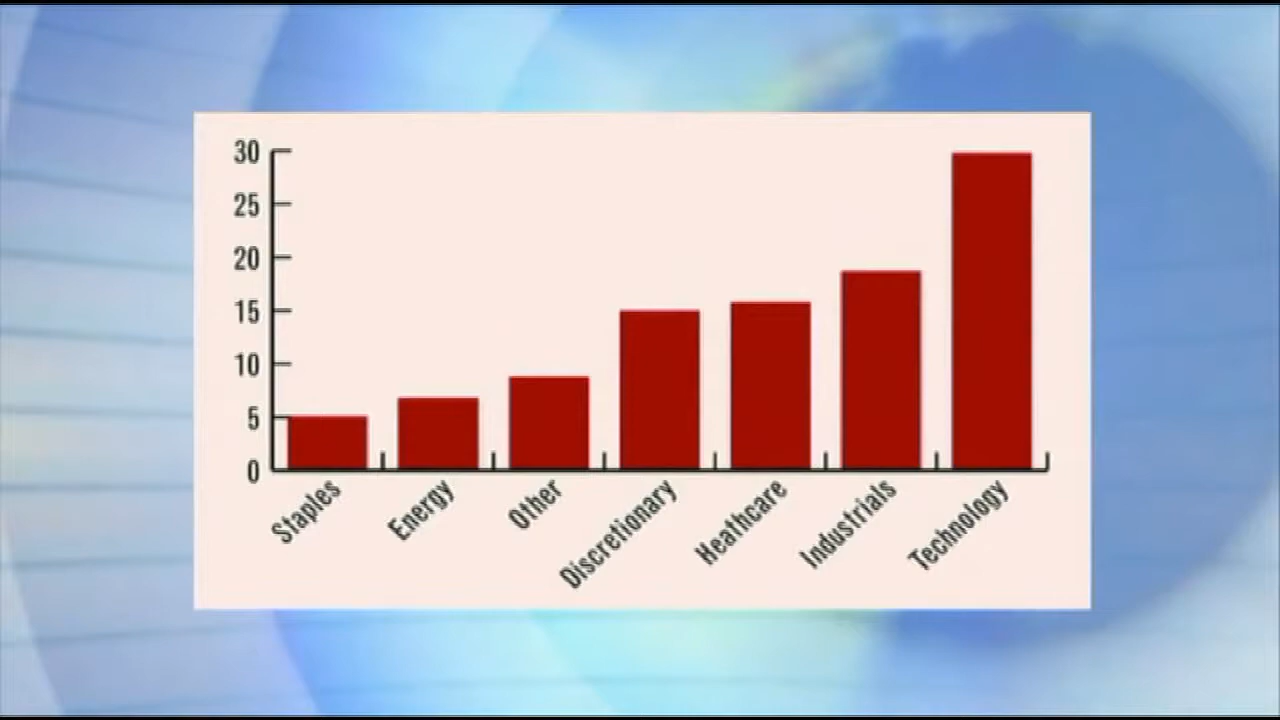 30
25
20
15
10
5
0
Staples
Energy
Other
Discretionary
Heathcare
Industrials
Technology